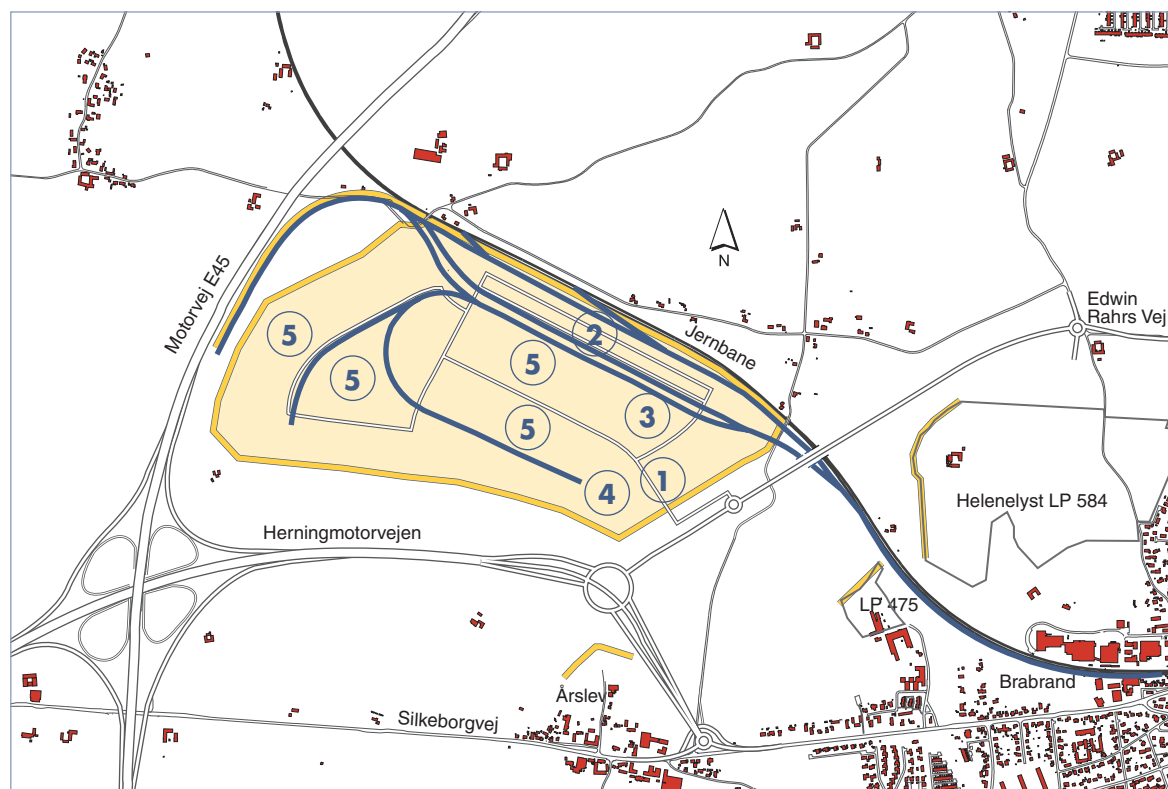 Motorvej E45
N
Edwin
Rahrs Vej
Jernbane
5
2
5
5
3
5
1
4
Helenelyst LP 584
Herningmotorvejen
LP 475
Brabrand
Årslev
Silkeborgvej